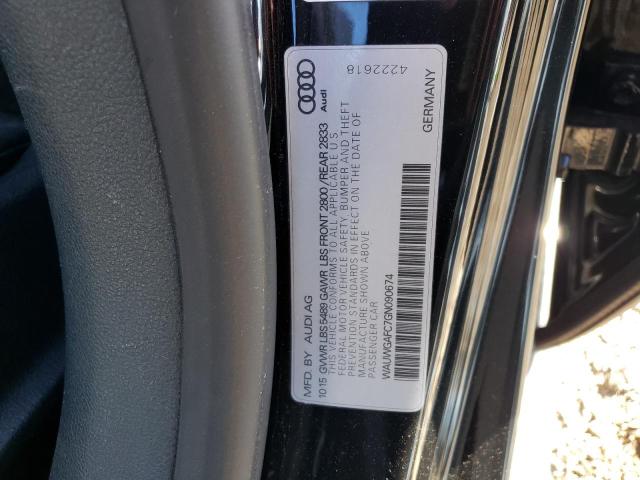 MFD. BY AUDI AG
10 15 GVWR LBS 5489 GAWR LBS FRONT 2800 / REAR 2833
THIS VEHICLE CONFORMS TO ALL APPLICABLE U.S.
FEDERAL MOTOR VEHICLE SAFETY, BUMPER AND THEFT
PREVENTION STANDARDS IN EFFECT ON THE DATE OF
MANUFACTURE SHOWN ABOVE
PASSENGER CAR
WAUWGAFC7GN090674
GERMANY
Audi
4222618